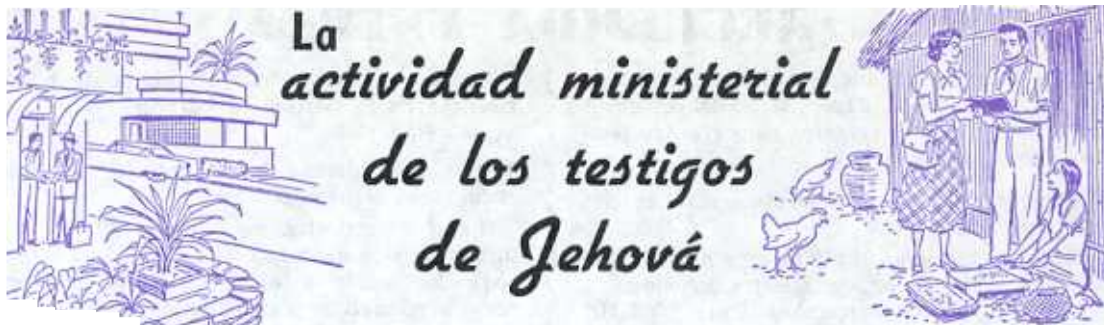 La
actividad ministerial
de los testigos
de Jehová